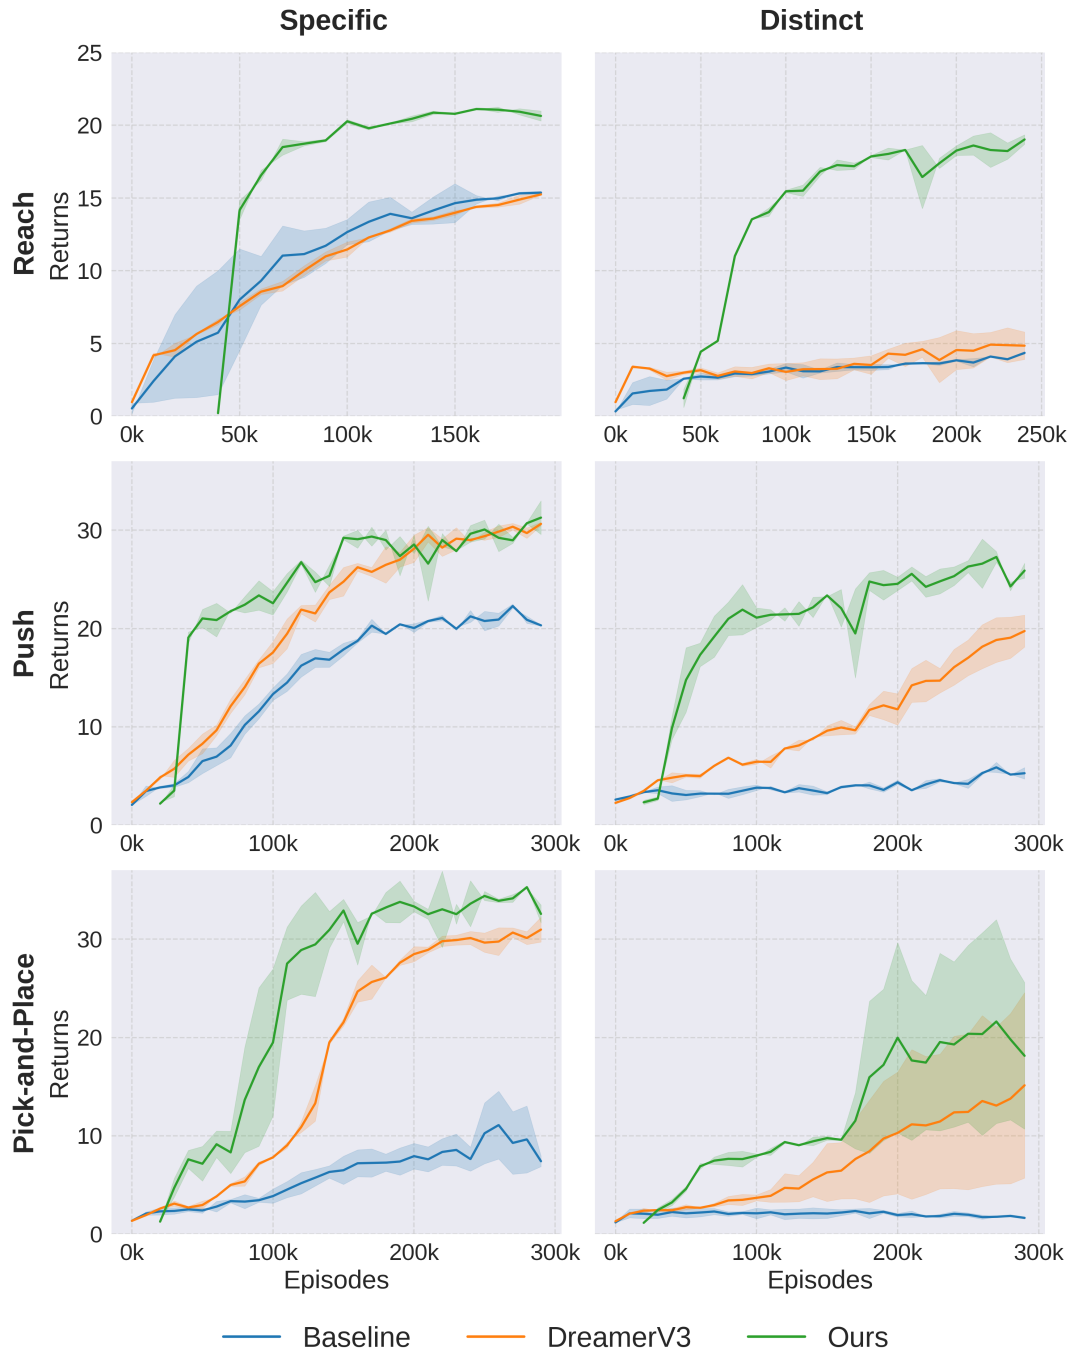 Specific
Distinct
Reach
Returns
25
20
15
10
5
0
0k 50k 100k 150k
0k 50k 100k 150k 200k 250k
Push
Returns
30
20
10
0
0k 100k 200k 300k
0k 100k 200k 300k
Pick-and-Place
Returns
30
20
10
0
0k 100k 200k 300k
0k 100k 200k 300k
Episodes
Episodes
Baseline DreamerV3 Ours